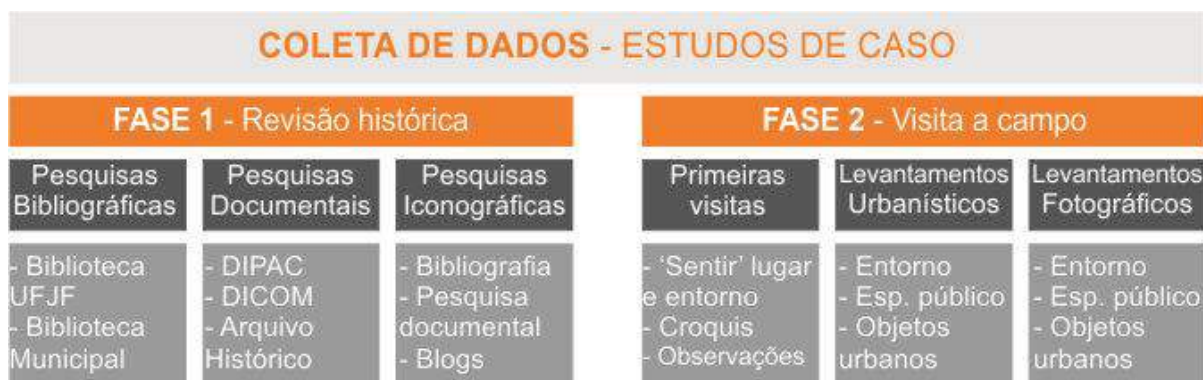 COLETA DE DADOS - ESTUDOS DE CASO
FASE 1 - Revisão histórica
Pesquisas
Bibliográficas
- Biblioteca
UFJF
- Biblioteca
Municipal
Pesquisas
Documentais
- DIPAC
- DICOM
- Arquivo
Histórico
Pesquisas
Iconográficas
- Bibliografia
- Pesquisa
documental
- Blogs
FASE 2 - Visita a campo
Primeiras
visitas
- ‘Sentir’ lugar
e entorno
- Croquis
- Observações
Levantamentos
Urbanísticos
- Entorno
- Esp. público
- Objetos
urbanos
Levantamentos
Fotográficos
- Entorno
- Esp. público
- Objetos
urbanos